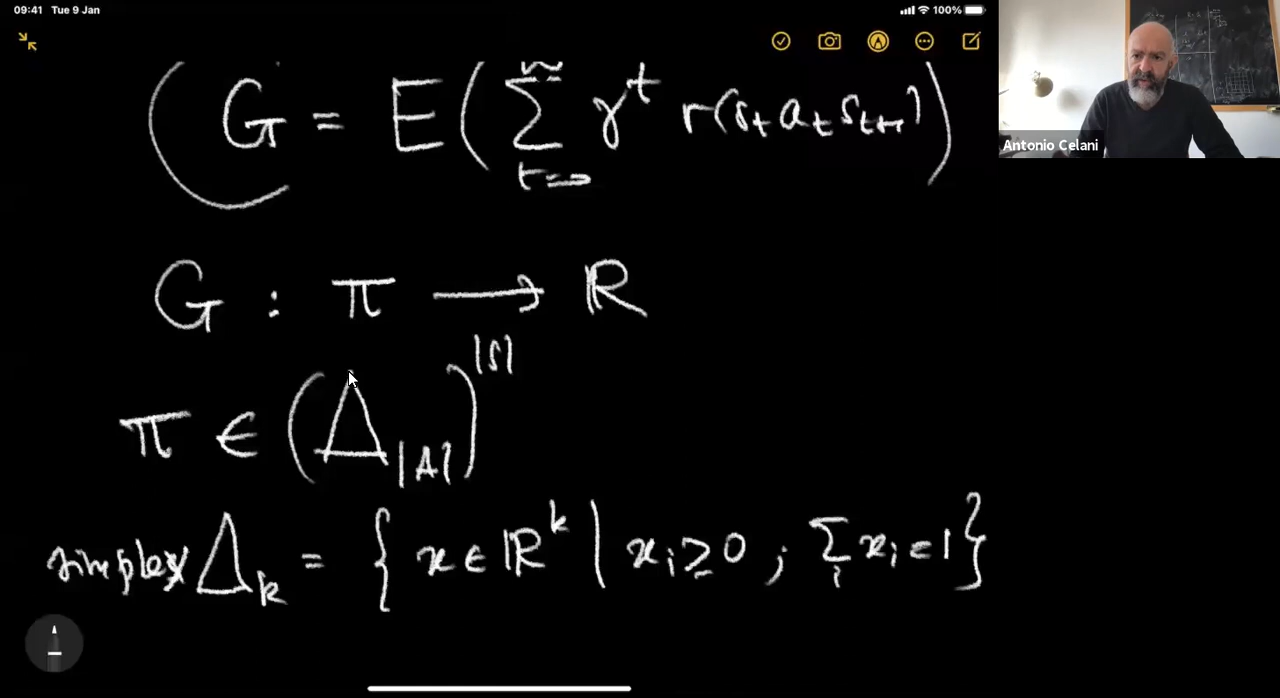 09:41 Tue 9 Jan
100%
G = E( ∑_{t=0}^{∞} γ^t r(s_t a_t s_{t+1}) )
Antonio Celani
G : π → ℝ
π ∈ (Δ_{|A|})^{|S|}
simplex Δ_k = { x ∈ ℝ^k | x_i ≥ 0 ; ∑_i x_i = 1 }